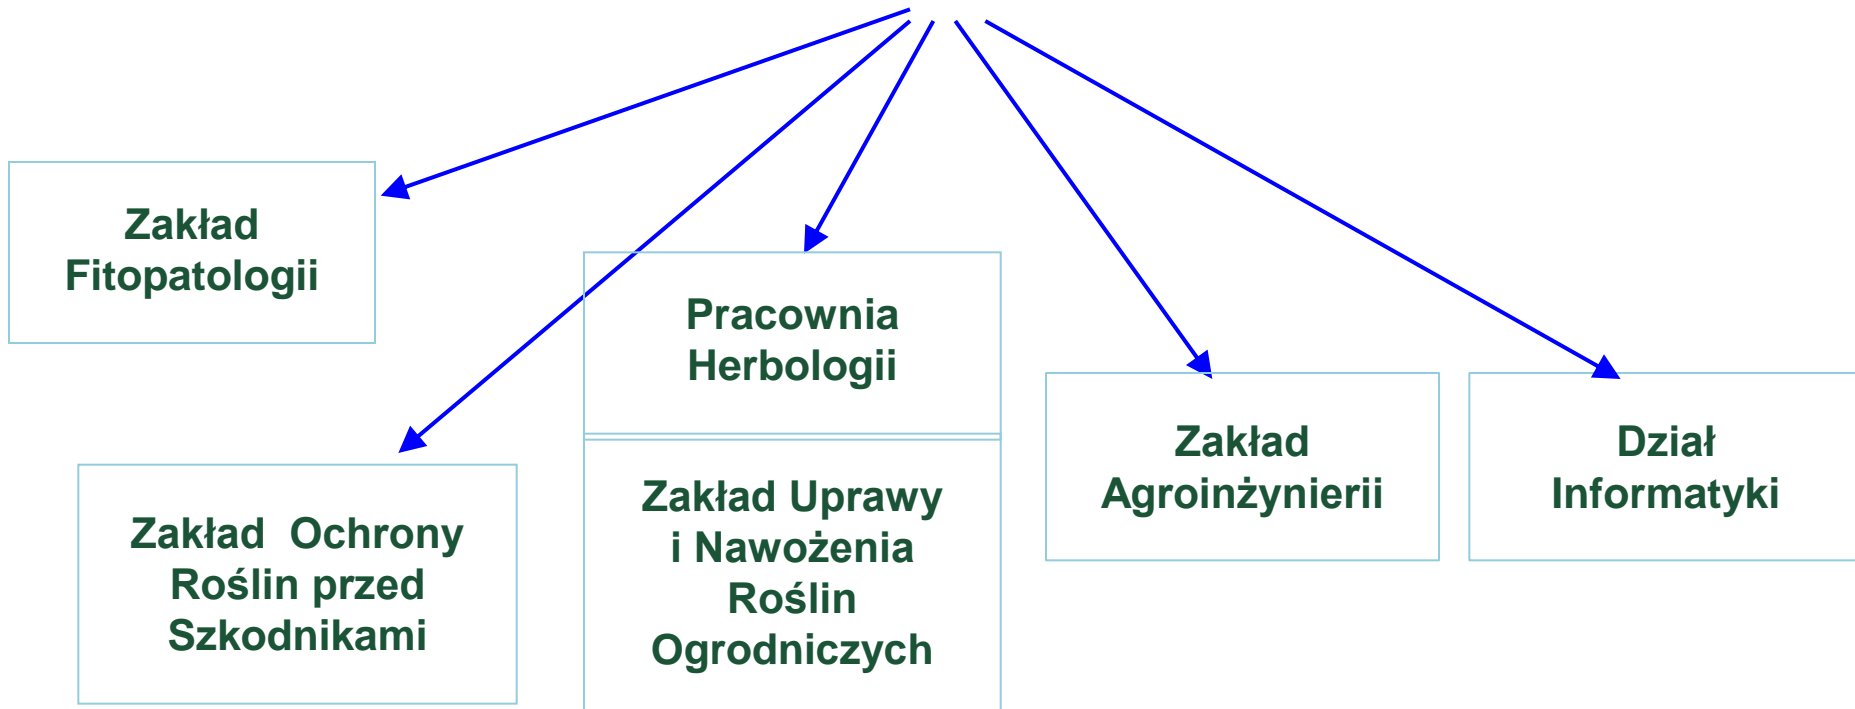 Zakład
Fitopatologii
Zakład Ochrony
Roślin przed
Szkodnikami
Pracownia
Herbologii
Zakład Uprawy
i Nawożenia
Roślin
Ogrodniczych
Zakład
Agroinżynierii
Dział
Informatyki